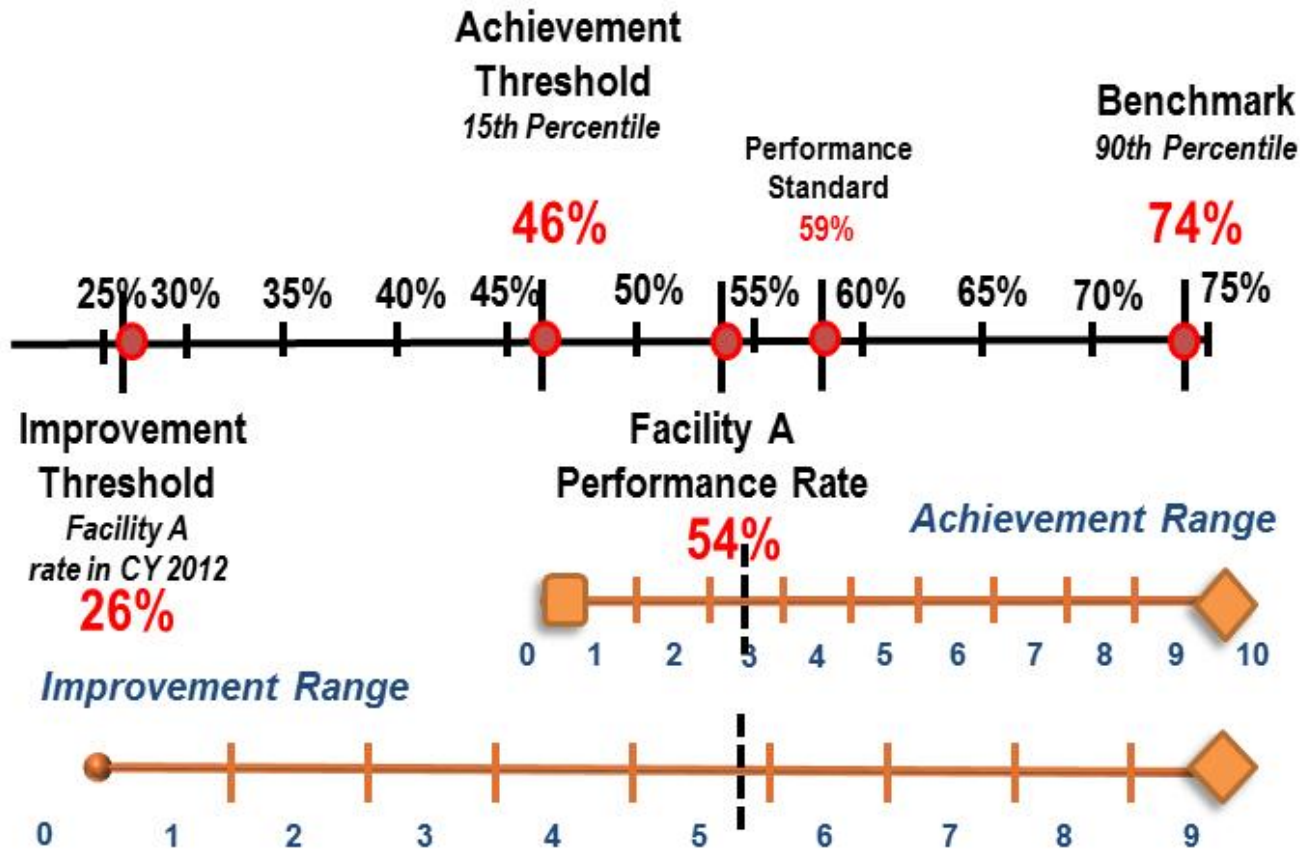 Achievement
Threshold
15th Percentile
46%
Performance
Standard
59%
Benchmark
90th Percentile
74%
25% 30% 35% 40% 45% 50% 55% 60% 65% 70% 75%
Improvement
Threshold
Facility A
rate in CY 2012
26%
Facility A
Performance Rate
54%
Achievement Range
0 1 2 3 4 5 6 7 8 9 10
Improvement Range
0 1 2 3 4 5 6 7 8 9